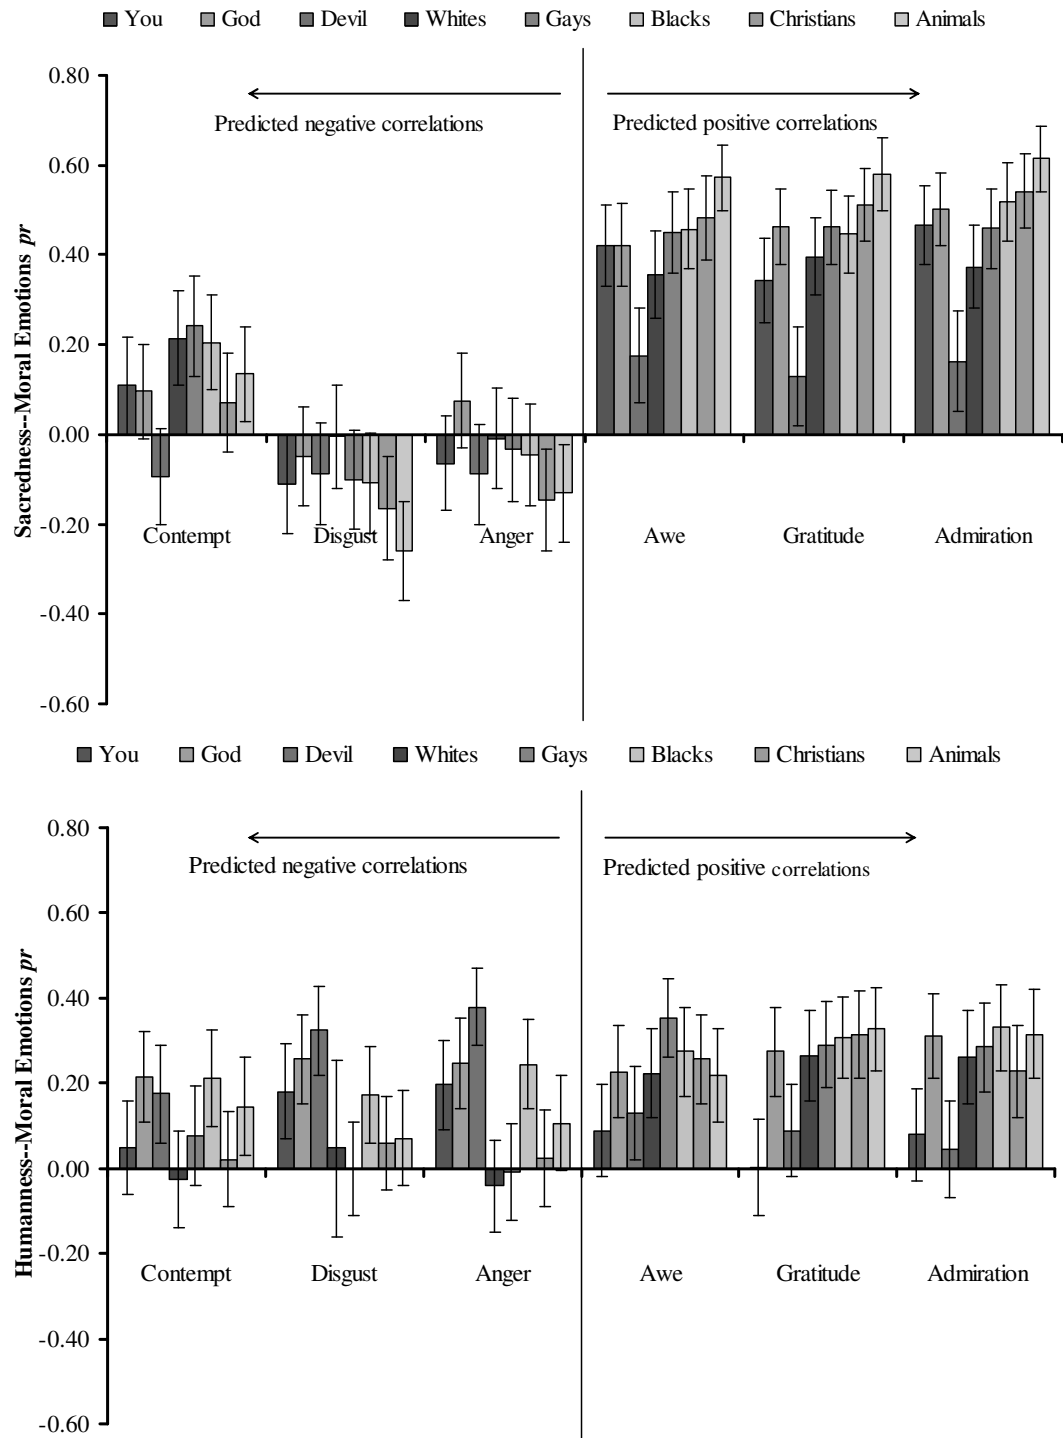 You God Devil Whites Gays Blacks Christians Animals
0.80
Predicted negative correlations
Predicted positive correlations
0.60
0.40
0.20
0.00
-0.20
Contempt Disgust Anger Awe Gratitude Admiration
-0.40
-0.60
Sacredness--Moral Emotions pr
You God Devil Whites Gays Blacks Christians Animals
0.80
Predicted negative correlations
Predicted positive correlations
0.60
0.40
0.20
0.00
-0.20
Contempt Disgust Anger Awe Gratitude Admiration
-0.40
-0.60
Humanness--Moral Emotions pr